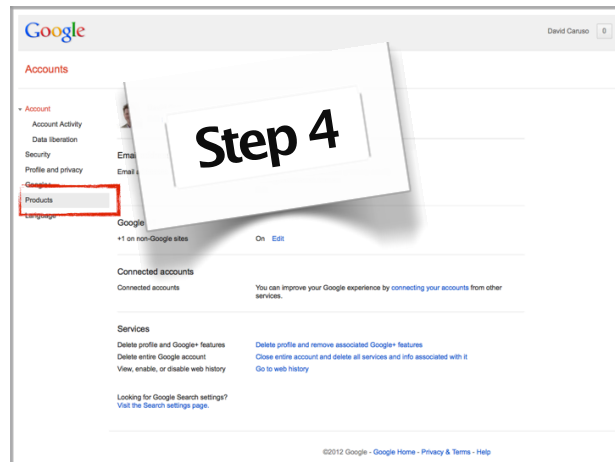 Google
David Caruso 0
Accounts
Account
Account Activity
Data liberation
Security
Profile and privacy
Google+
Products
Language
Step 4
Email
Google
+1 on non-Google sites On Edit
Connected accounts
Connected accounts You can improve your Google experience by connecting your accounts from other
services.
Services
Delete profile and Google+ features Delete profile and remove associated Google+ features
Delete entire Google account Close entire account and delete all services and info associated with it
View, enable, or disable web history Go to web history
Looking for Google Search settings?
Visit the Search settings page.
©2012 Google - Google Home - Privacy & Terms - Help